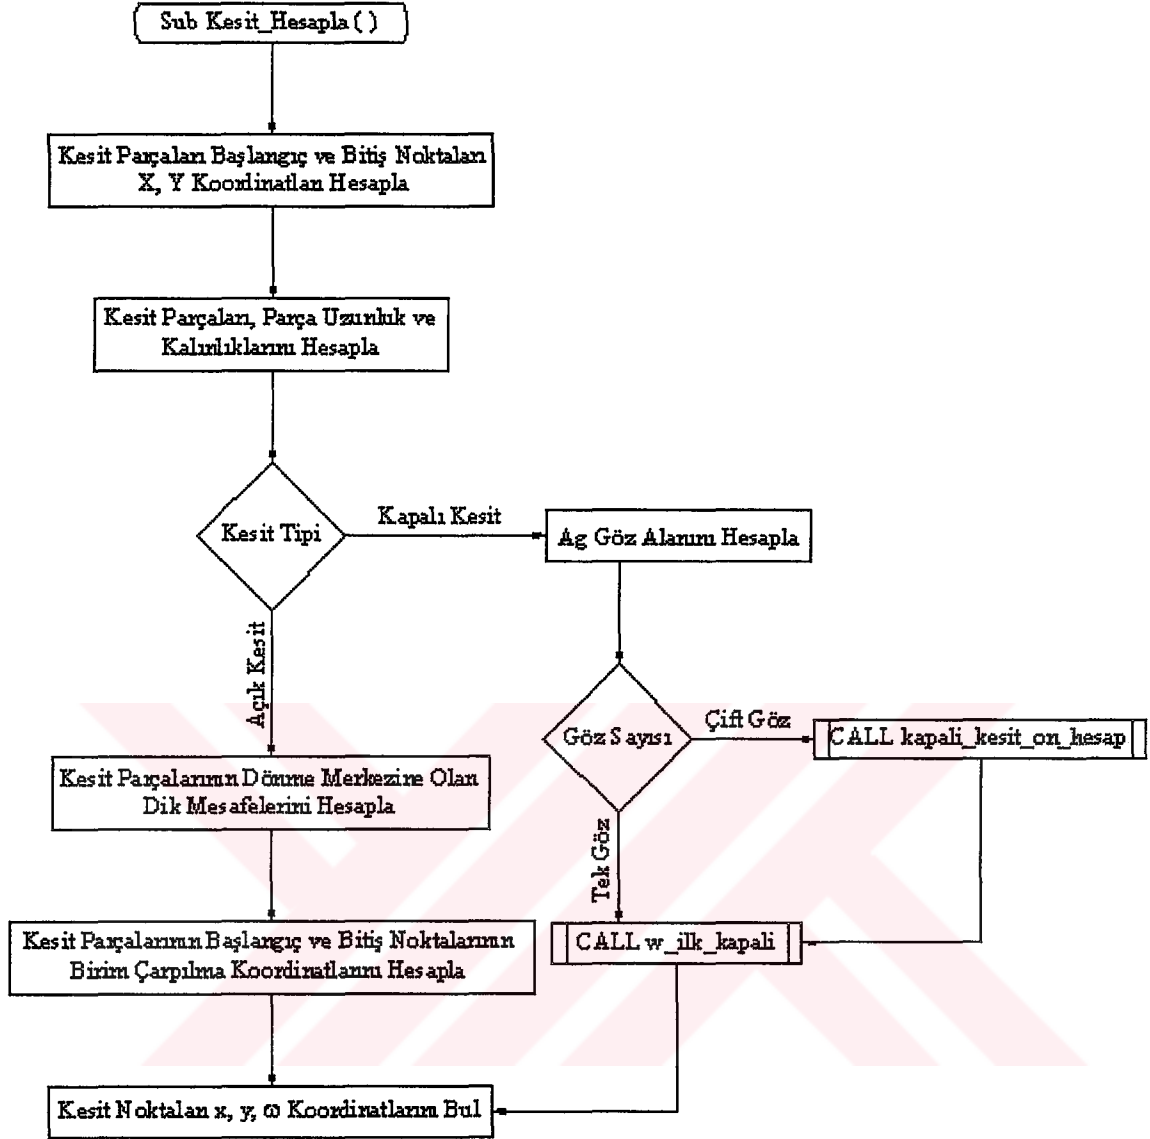 Sub Kesit_Hesapla ( )
Kesit Parçaları Başlangıç ve Bitiş Noktaları
X, Y Koordinatları Hesapla
Kesit Parçaları, Parça Uzunluk ve
Kalınlıklarını Hesapla
Kesit Tipi
Kapalı Kesit
Ag Göz Alanını Hesapla
Açık Kesit
Göz Sayısı
Çift Göz
CALL kapali_kesit_on_hesap
Kesit Parçalarının Dönme Merkezine Olan
Dik Mesafelerini Hesapla
Tek Göz
CALL w_ilk_kapali
Kesit Parçalarının Başlangıç ve Bitiş Noktalarının
Birim Çarpılma Koordinatlarını Hesapla
Kesit Noktaları x, y, ω Koordinatlarını Bul